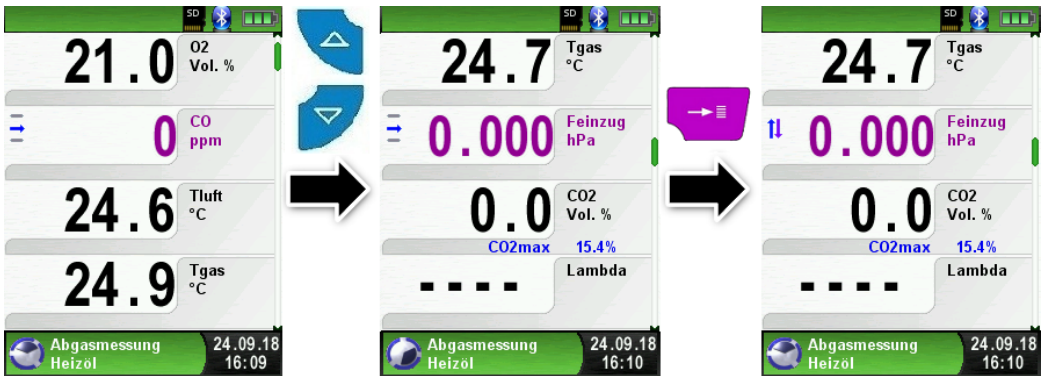 SD
21.0
O2
Vol. %
0
CO
ppm
24.6
Tluft
°C
24.9
Tgas
°C
Abgasmessung
Heizöl
24.09.18
16:09
SD
24.7
Tgas
°C
0.000
Feinzug
hPa
0.0
CO2
Vol. %
CO2max 15.4%
----
Lambda
Abgasmessung
Heizöl
24.09.18
16:10
SD
24.7
Tgas
°C
0.000
Feinzug
hPa
0.0
CO2
Vol. %
CO2max 15.4%
----
Lambda
Abgasmessung
Heizöl
24.09.18
16:10